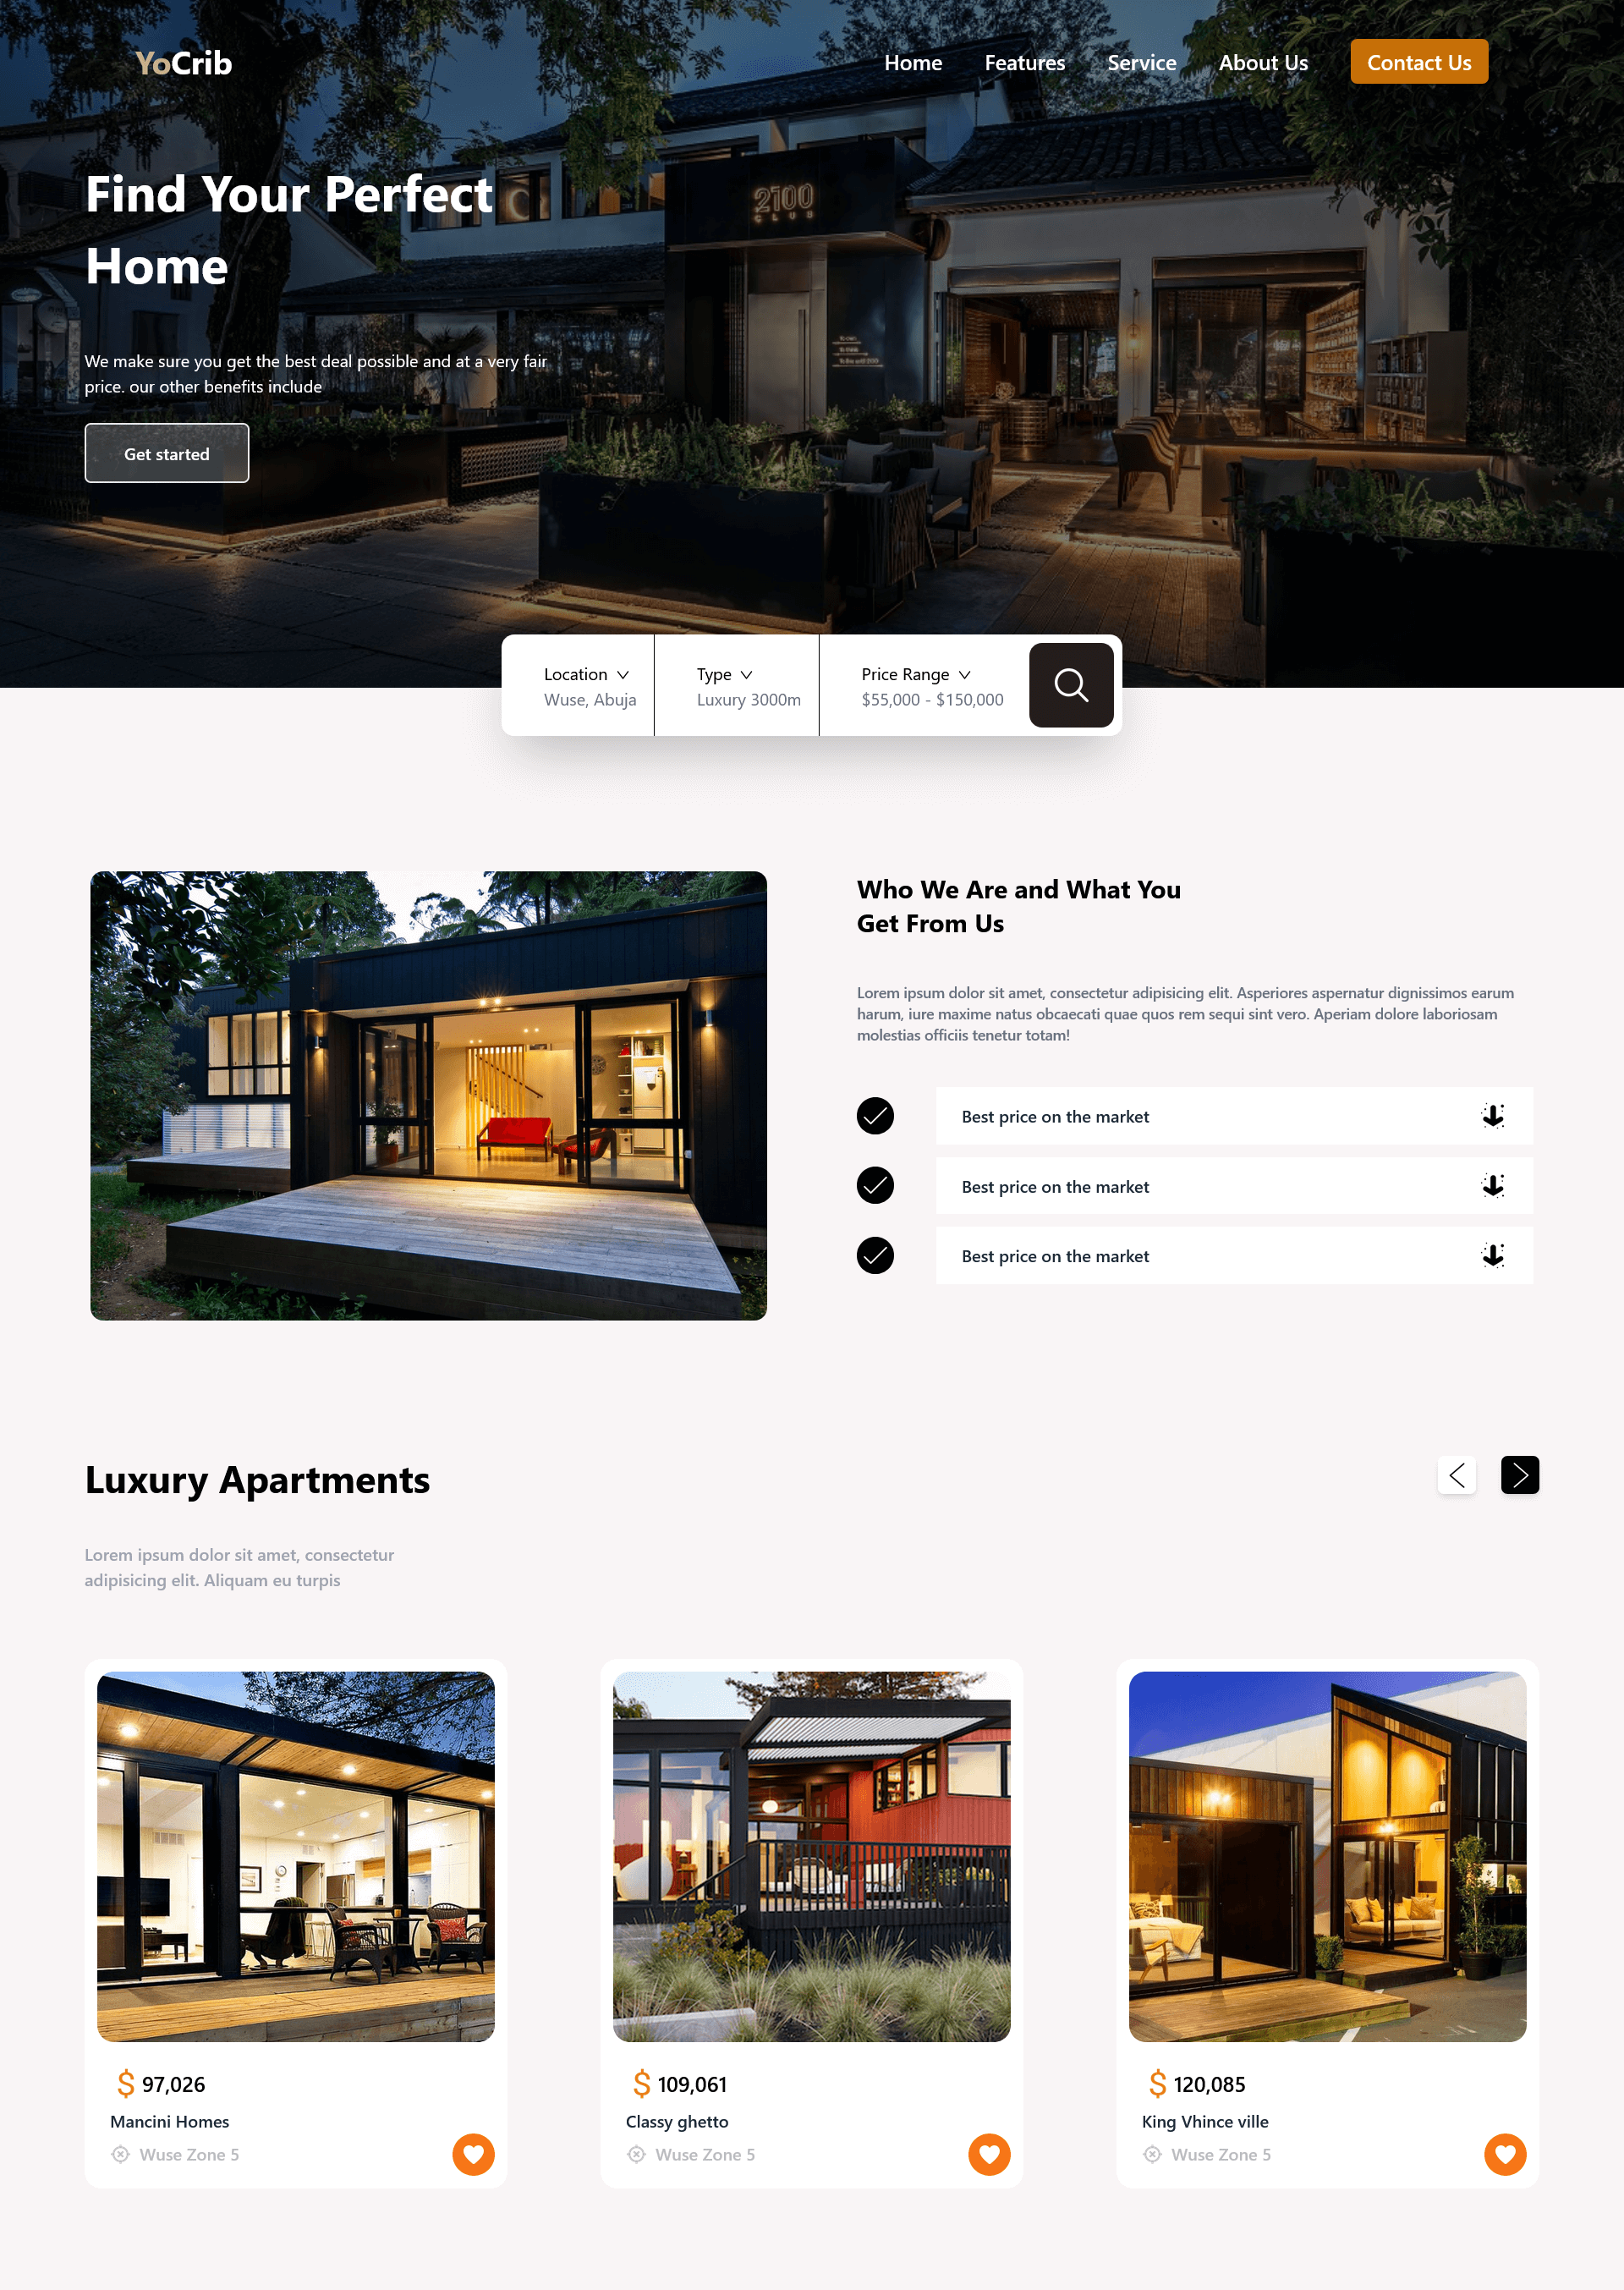 YoCrib
Home
Features
Service
About Us
Contact Us
2100
CLUB
Find Your Perfect
Home
We make sure you get the best deal possible and at a very fair
price. our other benefits include
Get started
Location
Wuse, Abuja
Type
Luxury 3000m
Price Range
$55,000 - $150,000
Who We Are and What You
Get From Us
Lorem ipsum dolor sit amet, consectetur adipisicing elit. Asperiores aspernatur dignissimos earum
harum, iure maxime natus obcaecati quae quos rem sequi sint vero. Aperiam dolore laboriosam
molestias officiis tenetur totam!
Best price on the market
Best price on the market
Best price on the market
Luxury Apartments
Lorem ipsum dolor sit amet, consectetur
adipisicing elit. Aliquam eu turpis
$ 97,026
Mancini Homes
Wuse Zone 5
$ 109,061
Classy ghetto
Wuse Zone 5
$ 120,085
King Vhince ville
Wuse Zone 5